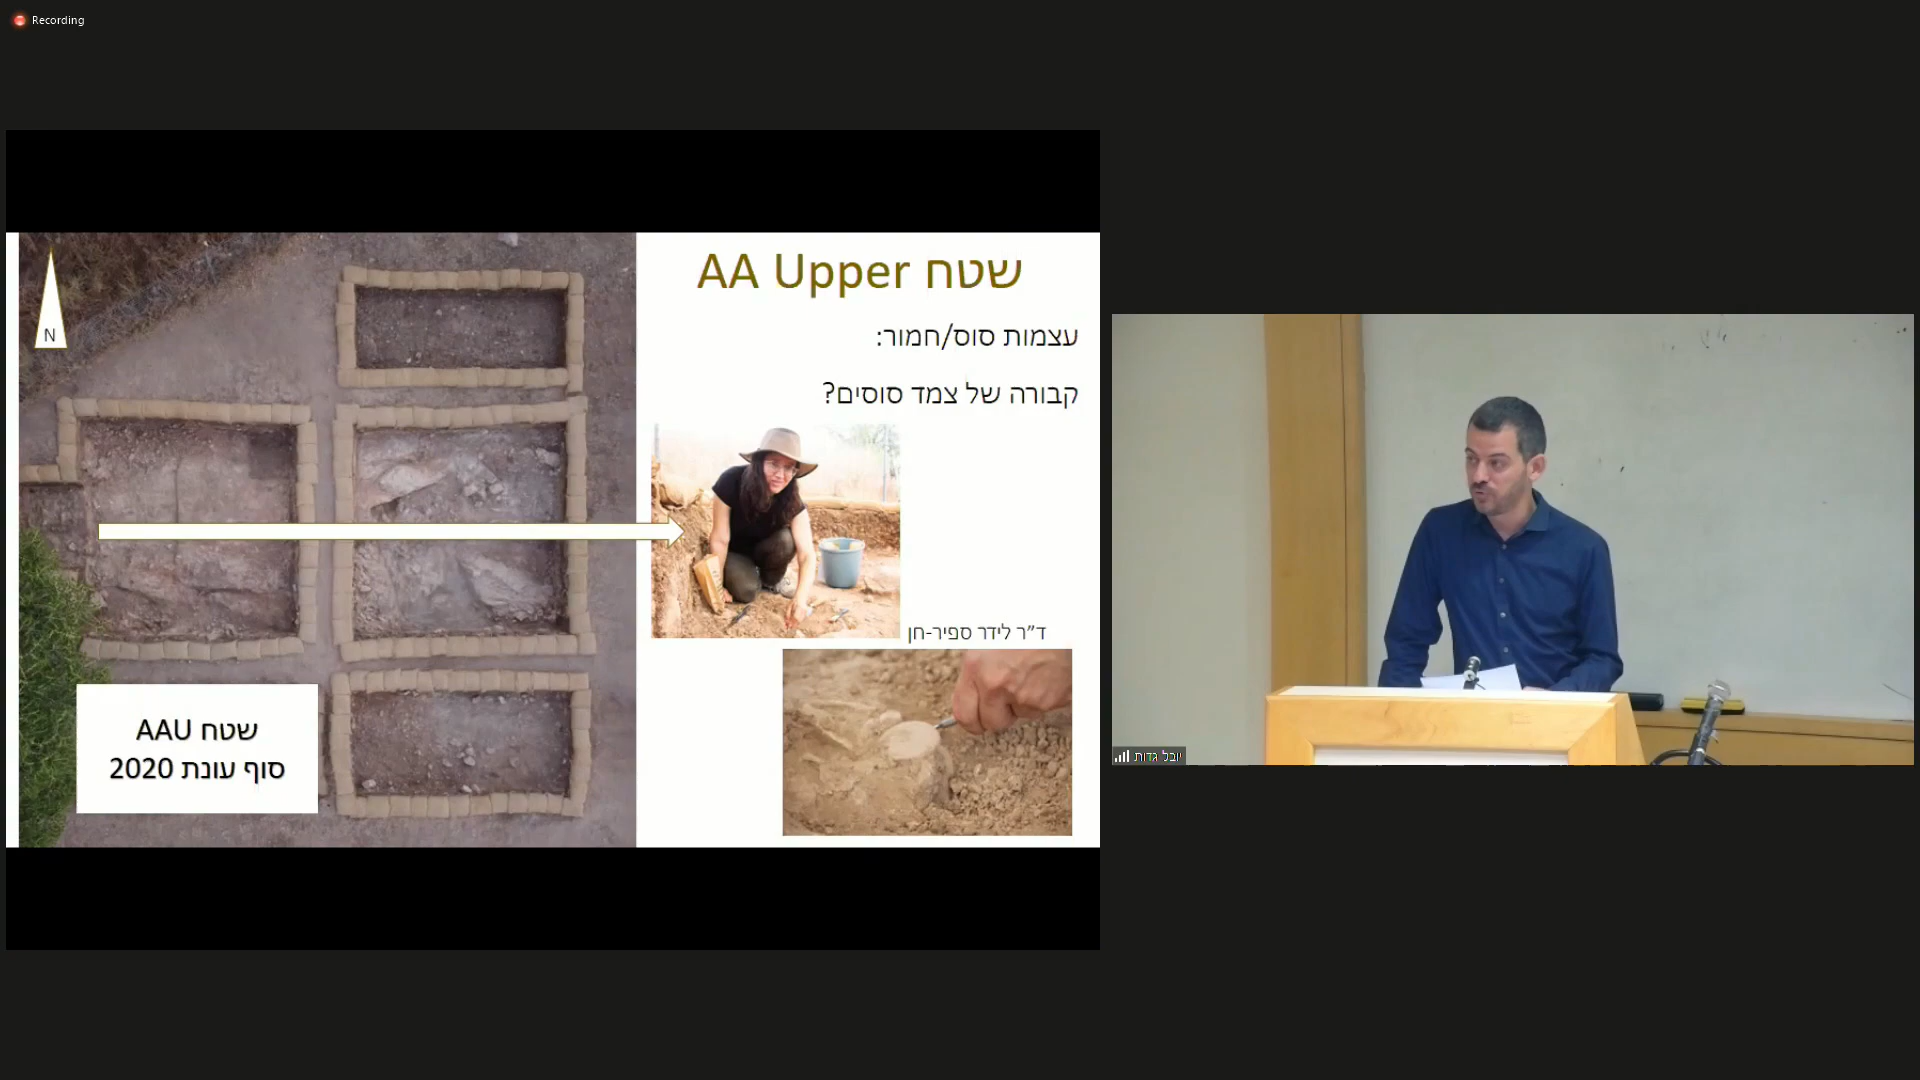 Recording
N
שטח AA Upper
עצמות סוס/חמור:
קבורה של צמד סוסים?
ד"ר לידר ספיר-חן
שטח AAU
סוף עונת 2020
יובל גדות